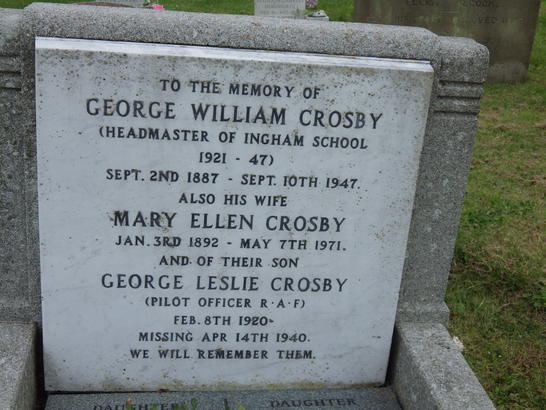 TO THE MEMORY OF
GEORGE WILLIAM CROSBY
(HEADMASTER OF INGHAM SCHOOL
1921 - 47)
SEPT. 2ND 1887 - SEPT. 10TH 1947.
ALSO HIS WIFE
MARY ELLEN CROSBY
JAN. 3RD 1892 - MAY 7TH 1971.
AND OF THEIR SON
GEORGE LESLIE CROSBY
(PILOT OFFICER R·A·F)
FEB. 8TH 1920
MISSING APR 14TH 1940.
WE WILL REMEMBER THEM.
DAUGHTER DAUGHTER